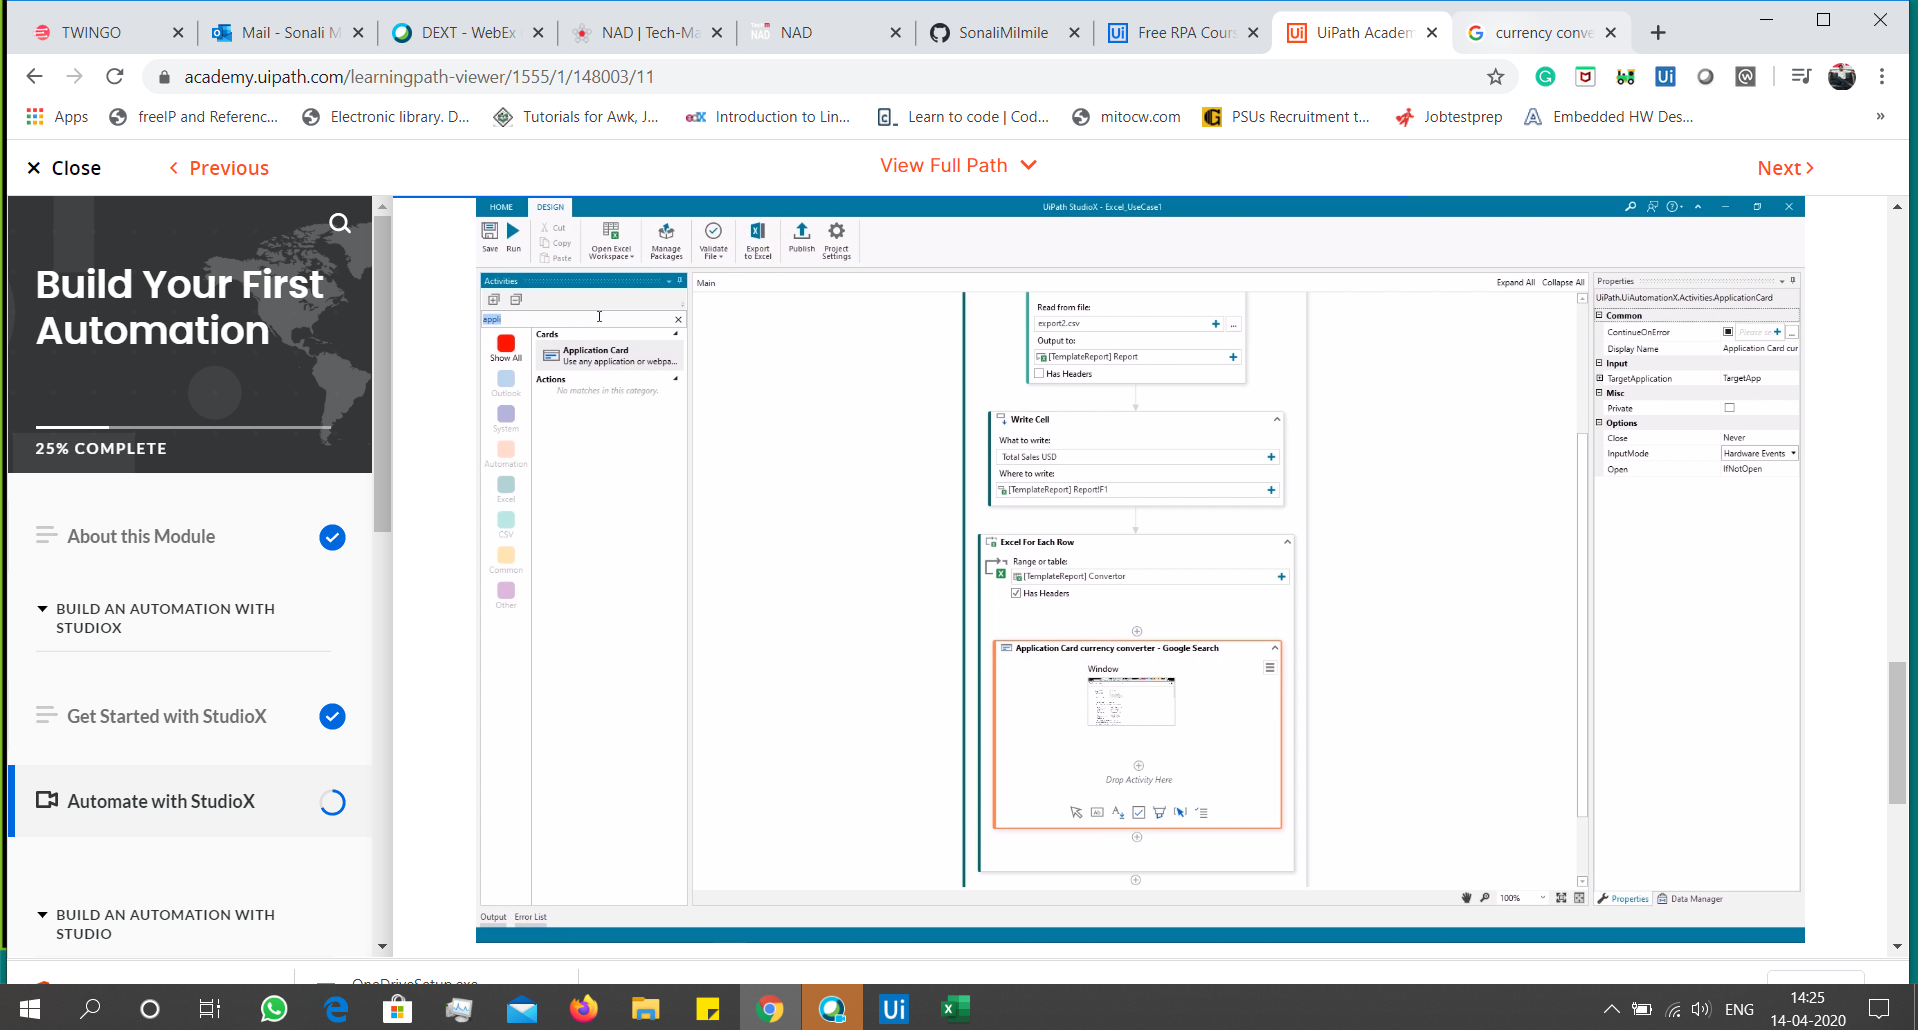 TWINGO
Mail - Sonali M
DEXT - WebEx
NAD | Tech-Ma
NAD
SonaliMilmile
Free RPA Cours
UiPath Academ
currency conve
academy.uipath.com/learningpath-viewer/1555/1/148003/11
Apps
freeIP and Referenc...
Electronic library. D...
Tutorials for Awk, J...
Introduction to Lin...
Learn to code | Cod...
mitocw.com
PSUs Recruitment t...
Jobtestprep
Embedded HW Des...
»
Close
Previous
View Full Path
Next
Build Your First
Automation
25% COMPLETE
About this Module
BUILD AN AUTOMATION WITH
STUDIOX
Get Started with StudioX
Automate with StudioX
BUILD AN AUTOMATION WITH
STUDIO
HOME
DESIGN
UiPath StudioX - Excel_UseCase1
Save
Run
Cut
Copy
Paste
Open Excel
Workspace
Manage
Packages
Validate
File
Export
to Excel
Publish
Project
Settings
Activities
appli
Show All
Outlook
System
Automation
Excel
CSV
Common
Other
Cards
Application Card
Use any application or webpa...
Actions
No matches in this category.
Main
Expand All
Collapse All
Read from file:
export2.csv
Output to:
[TemplateReport] Report
Has Headers
Write Cell
What to write:
Total Sales USD
Where to write:
[TemplateReport] Report!F1
Excel For Each Row
Range or table:
[TemplateReport] Convertor
Has Headers
Application Card currency converter - Google Search
Window
Drop Activity Here
100%
Properties
UiPath.UiAutomationX.Activities.ApplicationCard
Common
ContinueOnError
Please se
Display Name
Application Card cur
Input
TargetApplication
TargetApp
Misc
Private
Options
Close
Never
InputMode
Hardware Events
Open
IfNotOpen
Properties
Data Manager
Output
Error List
OneDriveSetup.exe
ENG
14:25
14-04-2020